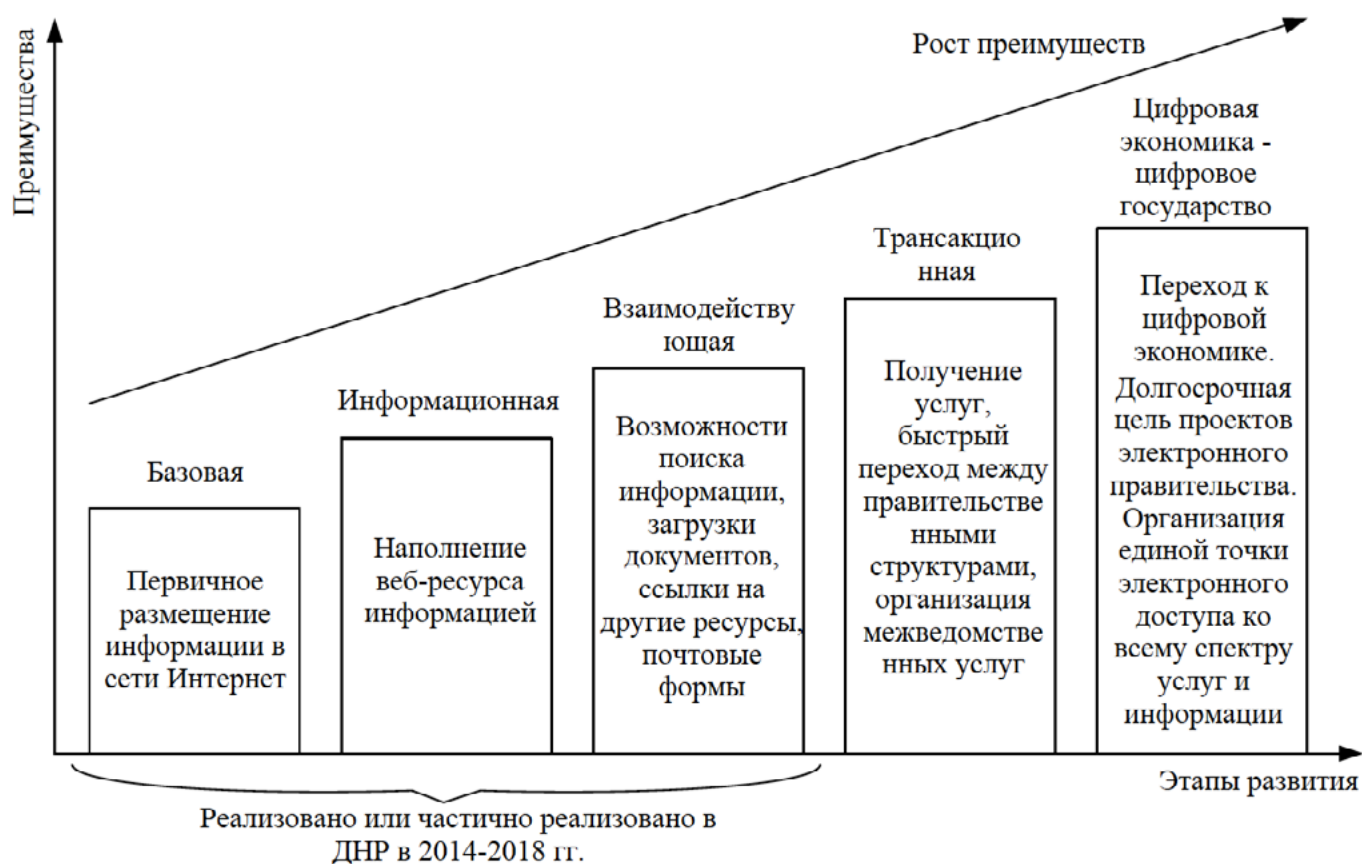 Преимущества
Рост преимуществ
Базовая
Первичное
размещение
информации в
сети Интернет
Информационная
Наполнение
веб-ресурса
информацией
Взаимодейству
ющая
Возможности
поиска
информации,
загрузки
документов,
ссылки на
другие ресурсы,
почтовые
формы
Трансакцио
нная
Получение
услуг,
быстрый
переход между
правительстве
нными
структурами,
организация
межведомстве
нных услуг
Цифровая
экономика -
цифровое
государство
Переход к
цифровой
экономике.
Долгосрочная
цель проектов
электронного
правительства.
Организация
единой точки
электронного
доступа ко
всему спектру
услуг и
информации
Этапы развития
Реализовано или частично реализовано в
ДНР в 2014-2018 гг.